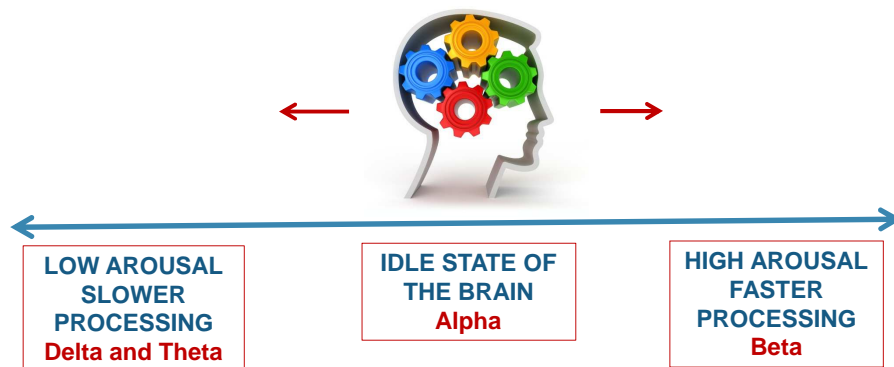 LOW AROUSAL
SLOWER
PROCESSING
Delta and Theta
IDLE STATE OF
THE BRAIN
Alpha
HIGH AROUSAL
FASTER
PROCESSING
Beta